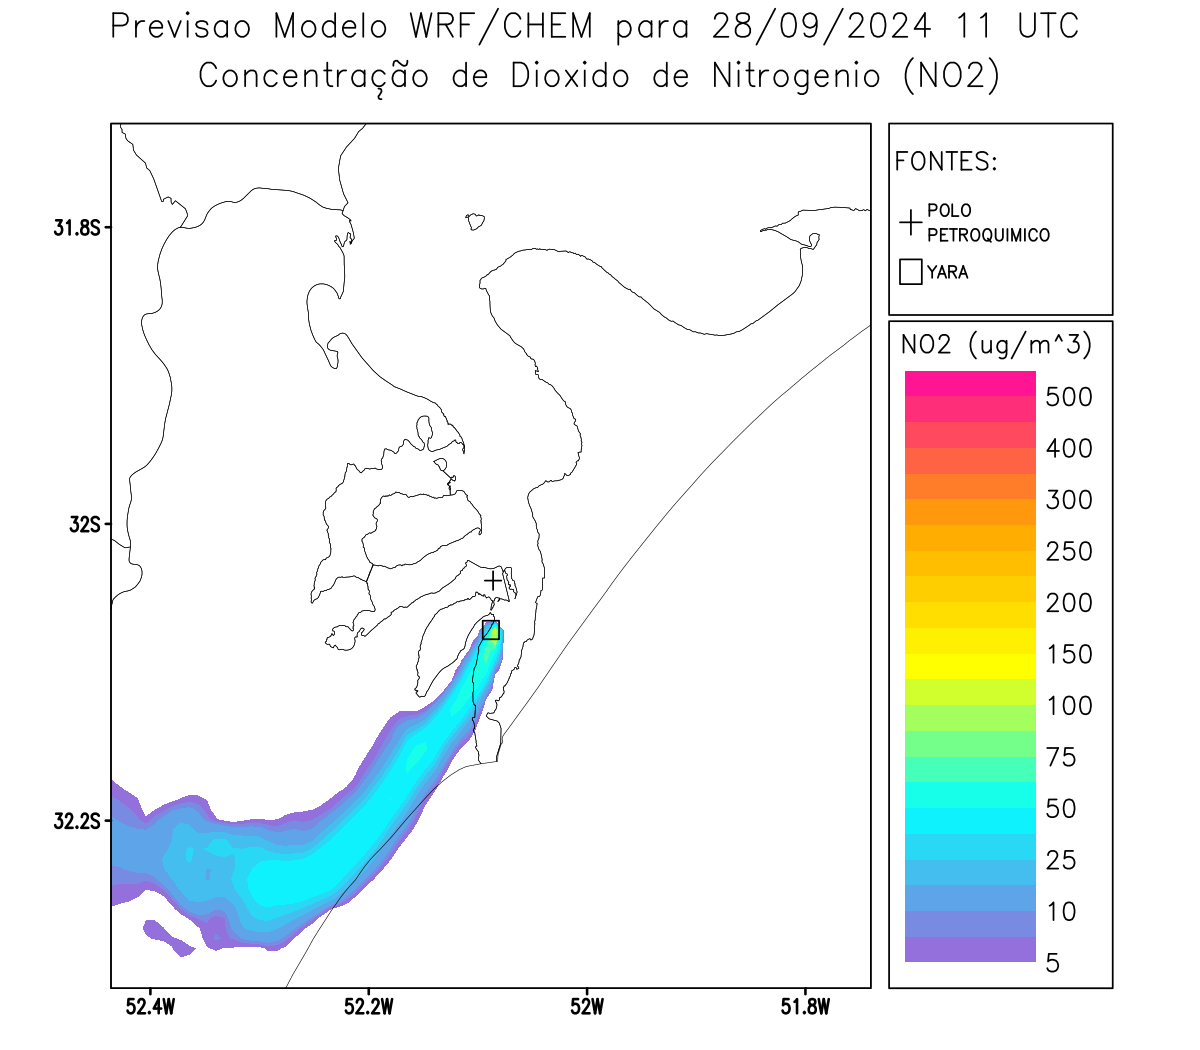 Previsao Modelo WRF/CHEM para 28/09/2024 11 UTC
Concentração de Dioxido de Nitrogenio (NO2)
FONTES:
POLO
PETROQUIMICO
YARA
NO2 (ug/m^3)
500
400
300
250
200
150
100
75
50
25
10
5
31.8S
32S
32.2S
52.4W
52.2W
52W
51.8W